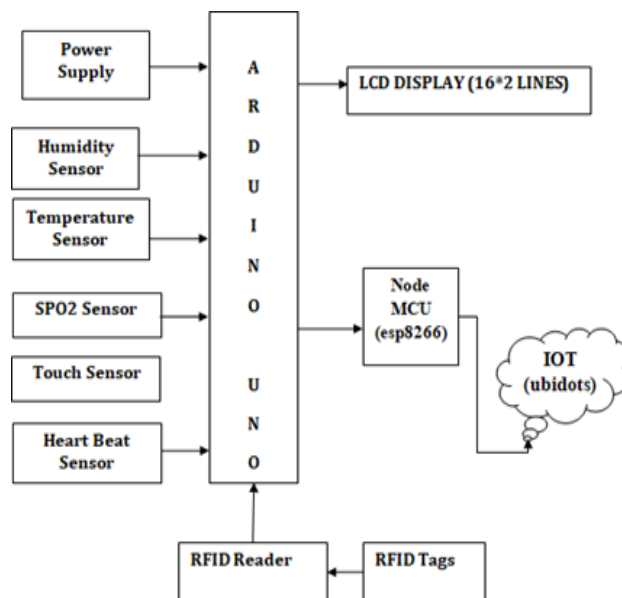 Power
Supply
Humidity
Sensor
Temperature
Sensor
SPO2 Sensor
Touch Sensor
Heart Beat
Sensor
A
R
D
U
I
N
O
U
N
O
LCD DISPLAY (16*2 LINES)
Node
MCU
(esp8266)
IOT
(ubidots)
RFID Reader
RFID Tags